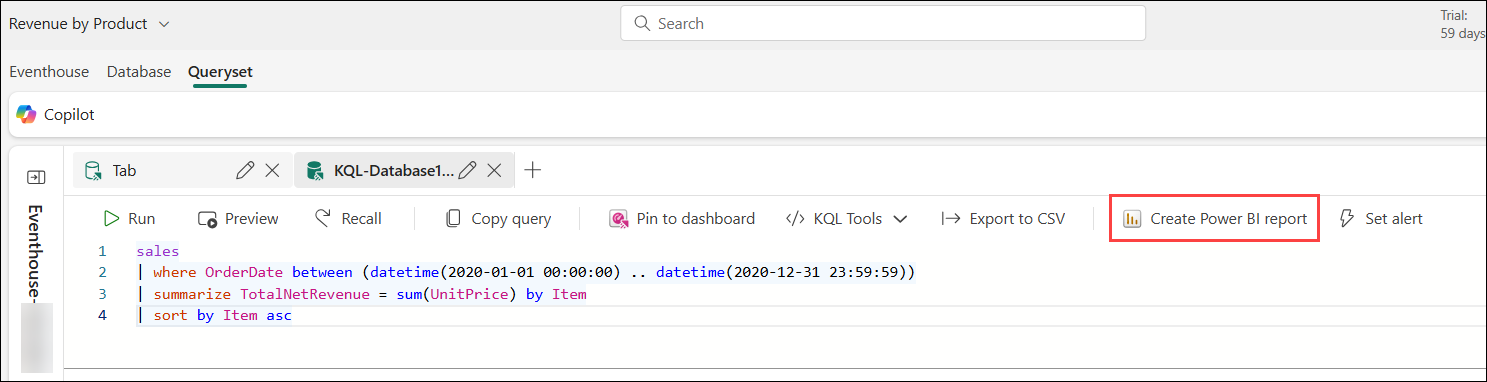 Revenue by Product
Search
Trial:
59 days
Eventhouse Database Queryset
Copilot
Tab
KQL-Database1...
Run Preview Recall Copy query Pin to dashboard KQL Tools Export to CSV Create Power BI report Set alert
Eventhouse-
1 sales
2 | where OrderDate between (datetime(2020-01-01 00:00:00) .. datetime(2020-12-31 23:59:59))
3 | summarize TotalNetRevenue = sum(UnitPrice) by Item
4 | sort by Item asc